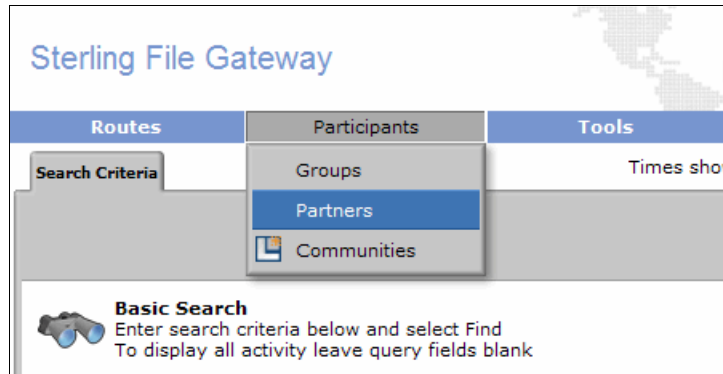 Sterling File Gateway
Routes Participants Tools
Search Criteria Times sho
Groups
Partners
Communities
Basic Search
Enter search criteria below and select Find
To display all activity leave query fields blank